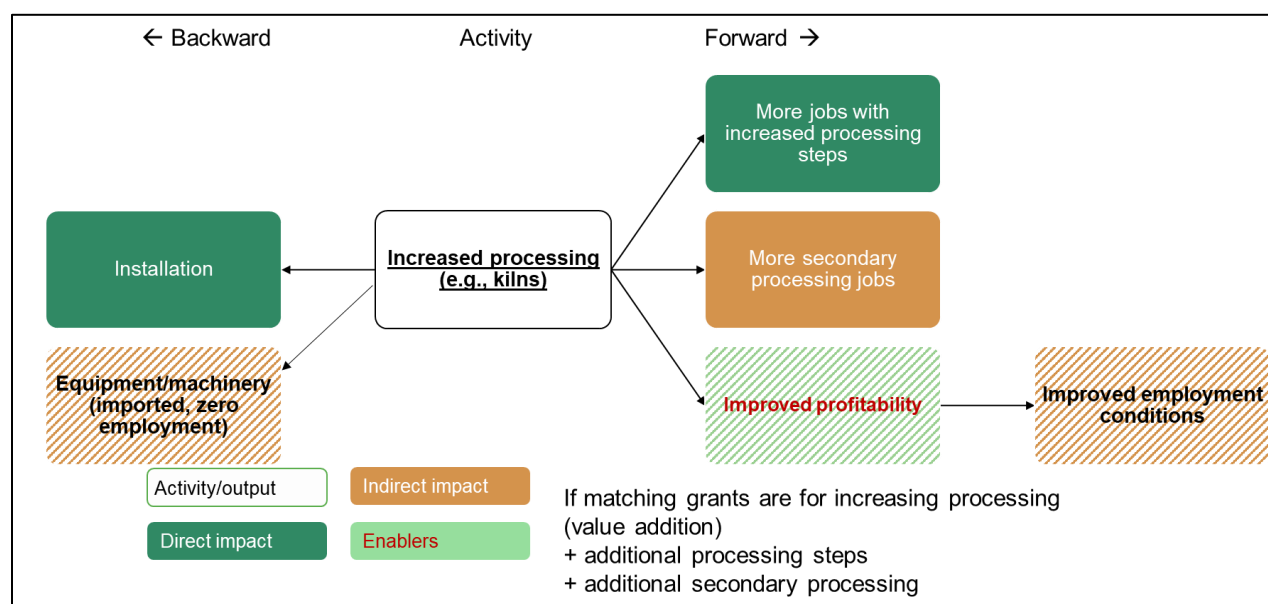 ← Backward
Activity
Forward →
More jobs with
increased processing
steps
Installation
Increased processing
(e.g., kilns)
More secondary
processing jobs
Equipment/machinery
(imported, zero
employment)
Improved profitability
Improved employment
conditions
Activity/output
Indirect impact
Direct impact
Enablers
If matching grants are for increasing processing
(value addition)
+ additional processing steps
+ additional secondary processing